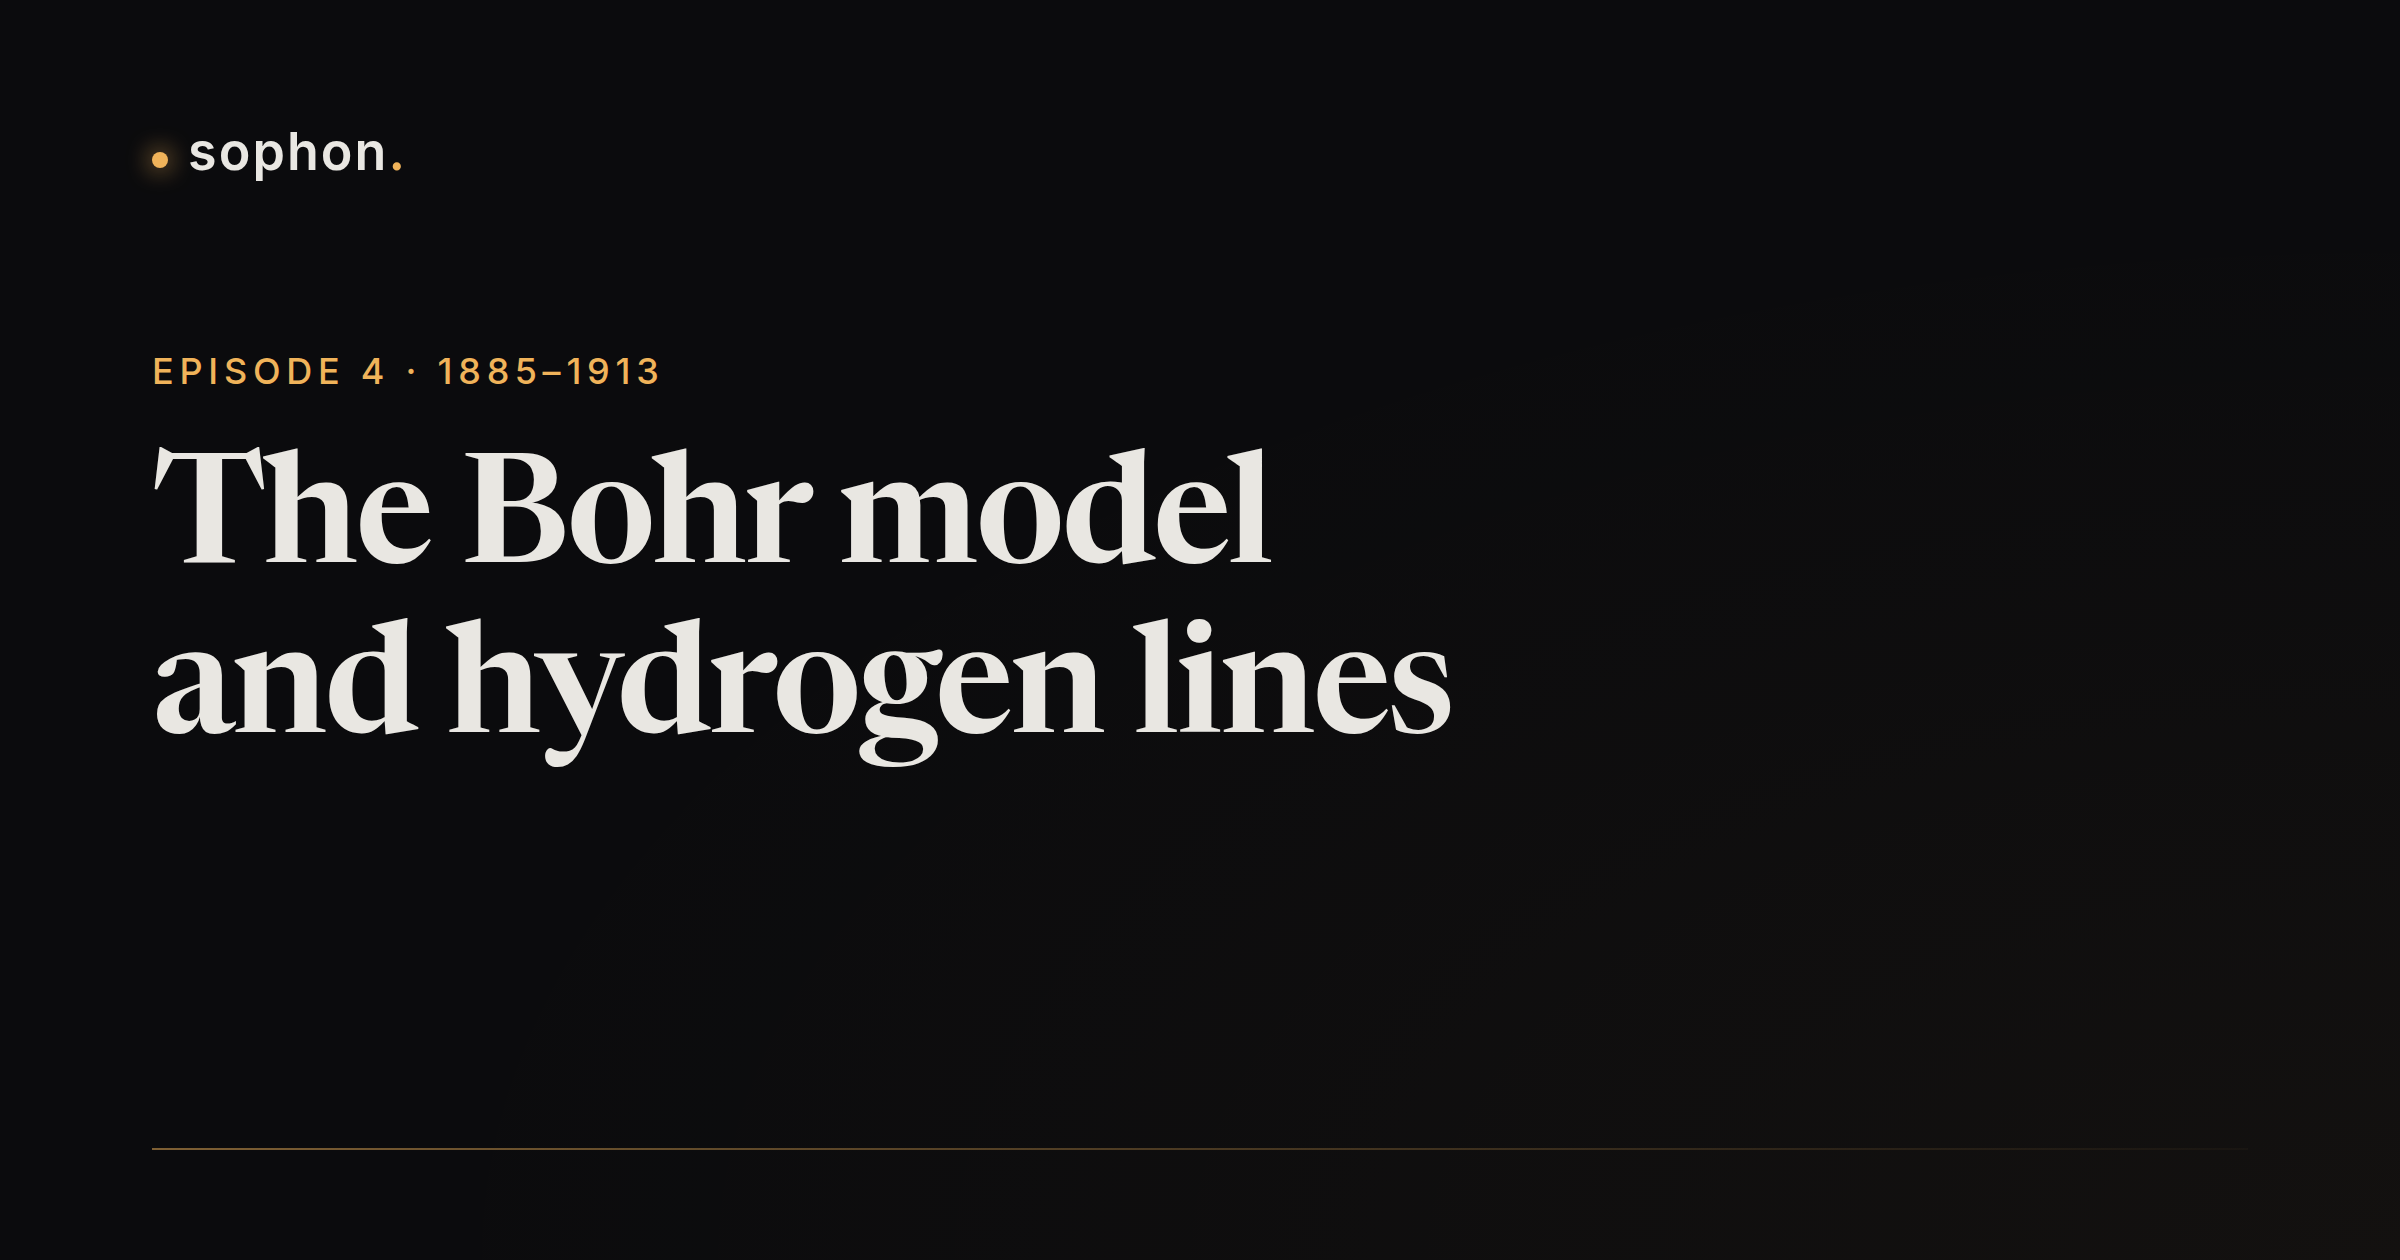 sophon.
EPISODE 4 · 1885–1913
The Bohr model
and hydrogen lines